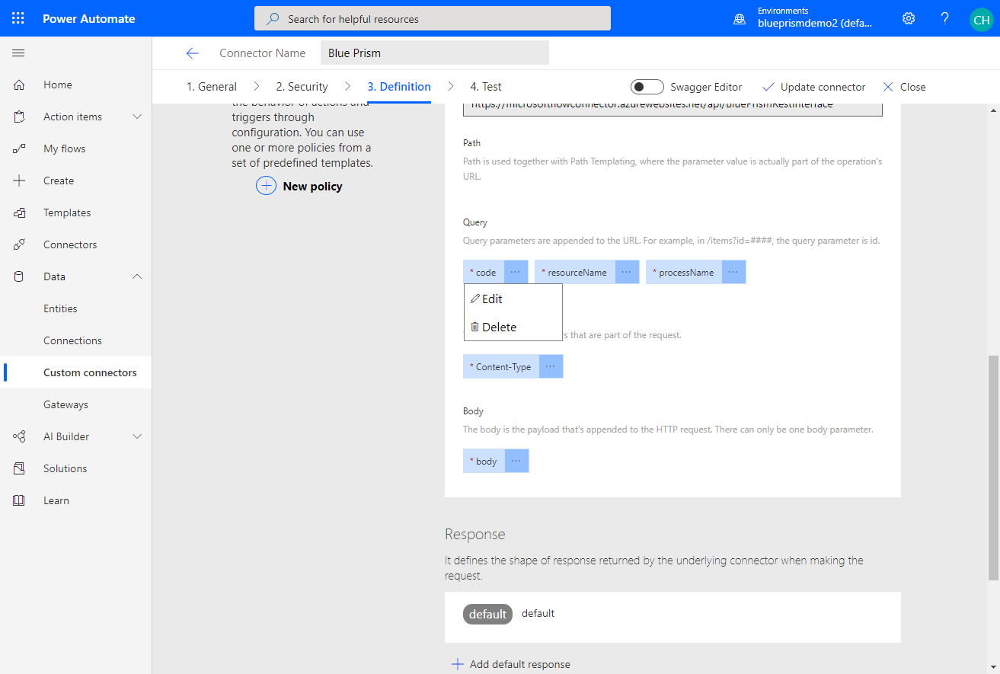 Power Automate
Search for helpful resources
Environments
blueprismdemo2 (defa...
?
CH
Connector Name
Blue Prism
1. General
2. Security
3. Definition
4. Test
Swagger Editor
Update connector
Close
Home
Action items
My flows
Create
Templates
Connectors
Data
Entities
Connections
Custom connectors
Gateways
AI Builder
Solutions
Learn
the behavior of actions and
triggers through
configuration. You can use
one or more policies from a
set of predefined templates.
New policy
https://microsoftflowconnector.azurewebsites.net/api/BluePrismRestInterface
Path
Path is used together with Path Templating, where the parameter value is actually part of the operation's
URL.
Query
Query parameters are appended to the URL. For example, in /items?id=####, the query parameter is id.
* code ... * resourceName ... * processName ...
Edit
Delete
s that are part of the request.
* Content-Type ...
Body
The body is the payload that's appended to the HTTP request. There can only be one body parameter.
* body ...
Response
It defines the shape of response returned by the underlying connector when making the
request.
default default
Add default response